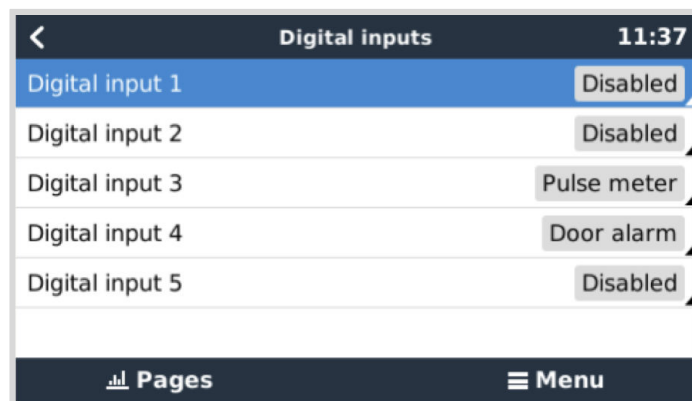 Digital inputs 11:37
Digital input 1 Disabled
Digital input 2 Disabled
Digital input 3 Pulse meter
Digital input 4 Door alarm
Digital input 5 Disabled
Pages Menu